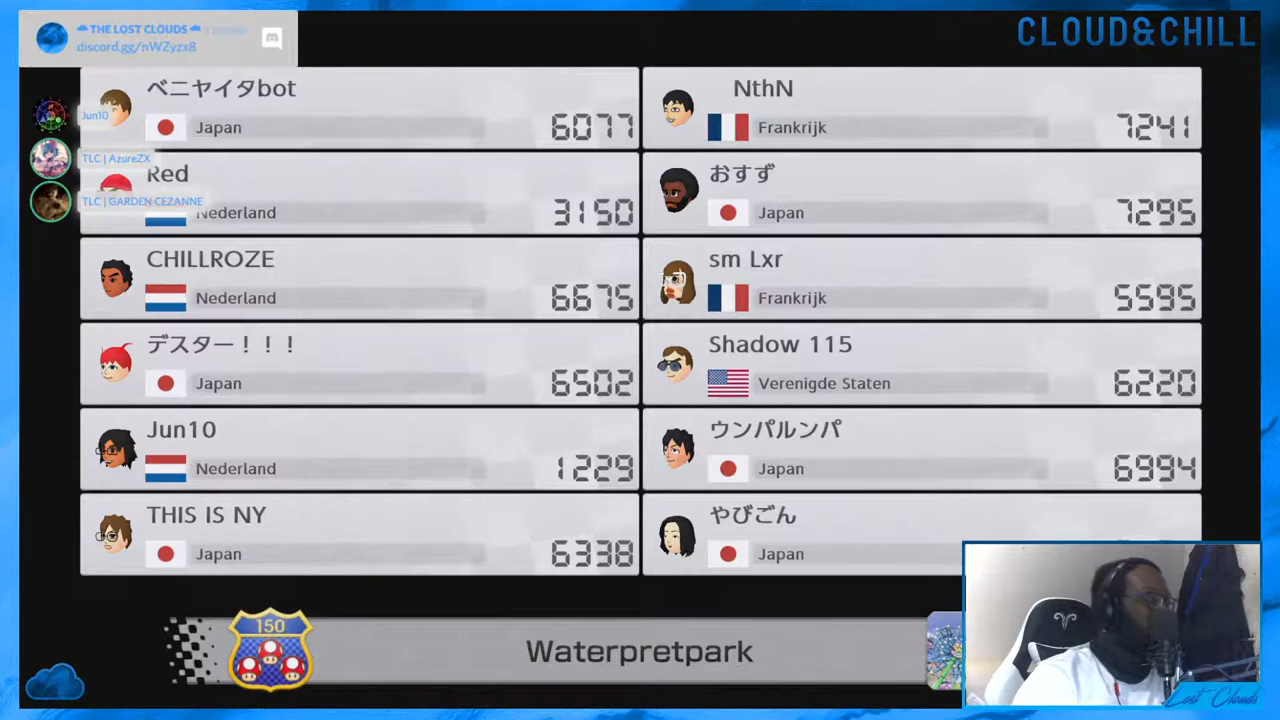 THE LOST CLOUDS
discord.gg/nWZyzx8
CLOUD&CHILL
Jun10
TLC | AzureZX
TLC | GARDEN CEZANNE
ベニヤイタbot
Japan
6077
Red
Nederland
3150
CHILLROZE
Nederland
6675
デスター！！！
Japan
6502
Jun10
Nederland
1229
THIS IS NY
Japan
6338
NthN
Frankrijk
7241
おすず
Japan
7295
sm Lxr
Frankrijk
5595
Shadow 115
Verenigde Staten
6220
ウンパルンパ
Japan
6994
やびごん
Japan
150
Waterpretpark
Lost Clouds